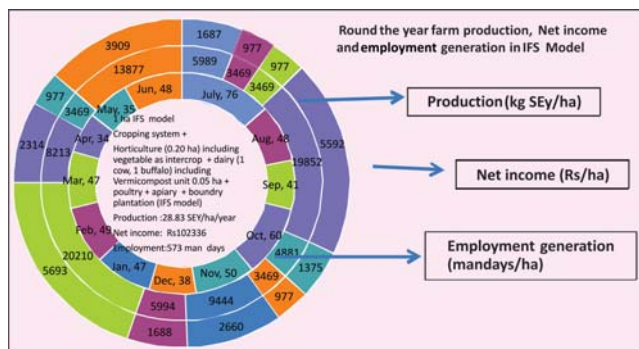 Round the year farm production, Net income
and employment generation in IFS Model
Production (kg SEy/ha)
Net income (Rs/ha)
Employment generation
(mandays/ha)
1687
977
977
5592
1375
977
2660
1688
5693
2314
977
3909
5989
3469
3469
19852
4881
3469
9444
5994
20210
8213
3469
13877
July, 76
Aug, 48
Sep, 41
Oct, 60
Nov, 50
Dec, 38
Jan, 47
Feb, 49
Mar, 47
Apr, 34
May, 35
Jun, 48
1 ha IFS model
Cropping system +
Horticulture (0.20 ha) including
vegetable as intercrop + dairy (1
cow, 1 buffalo) including
Vermicompost unit 0.05 ha +
poultry + apiary + boundry
plantation (IFS model)
Production :28.83 SEY/ha/year
Net income: Rs102336
Employment:573 man days